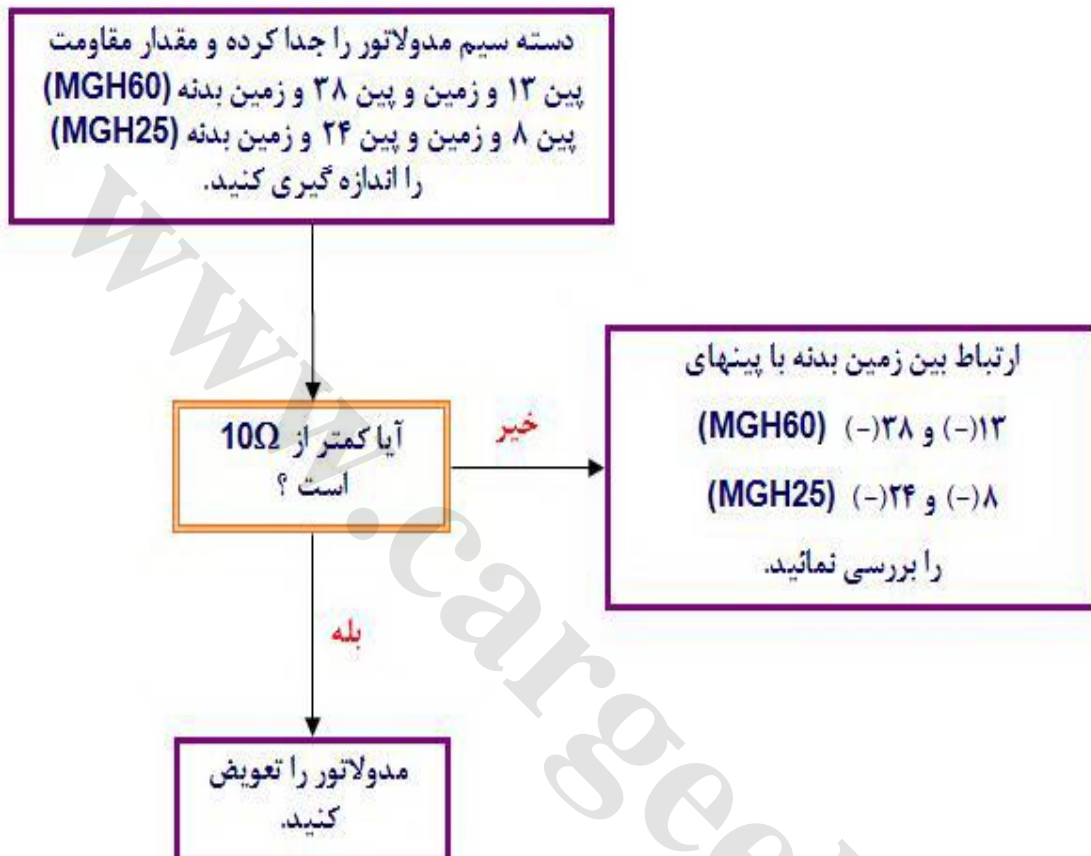 دسته سیم مدولاتور را جدا کرده و مقدار مقاومت
پین ۱۳ و زمین و پین ۳۸ و زمین بدنه (MGH60)
پین ۸ و زمین و پین ۲۴ و زمین بدنه (MGH25)
را اندازه گیری کنید.
آیا کمتر از 10Ω
است ؟
خیر
ارتباط بین زمین بدنه با پینهای
۱۳(-) و ۳۸(-) (MGH60)
۸(-) و ۲۴(-) (MGH25)
را بررسی نمائید.
بله
مدولاتور را تعویض
کنید.